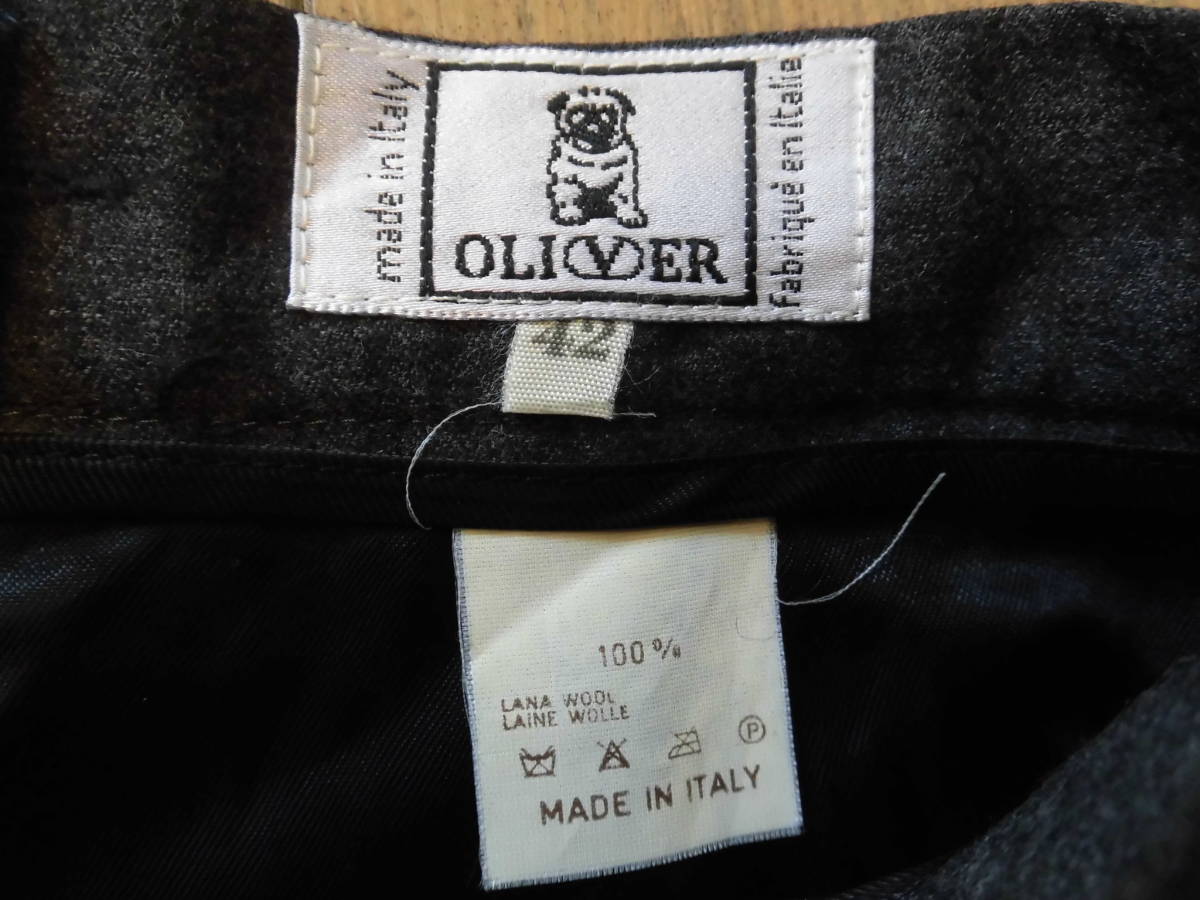 made in Italy
OLIVER
Fabriqué en Italie
42
100%
LANA WOOL
LAINE WOLLE
P
MADE IN ITALY